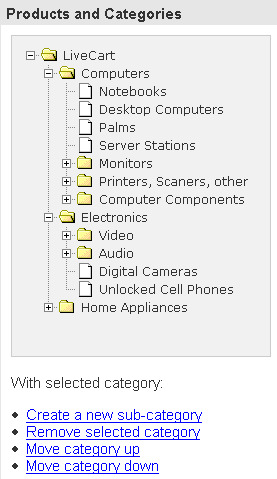 Products and Categories
LiveCart
Computers
Notebooks
Desktop Computers
Palms
Server Stations
Monitors
Printers, Scaners, other
Computer Components
Electronics
Video
Audio
Digital Cameras
Unlocked Cell Phones
Home Appliances
With selected category:
Create a new sub-category
Remove selected category
Move category up
Move category down